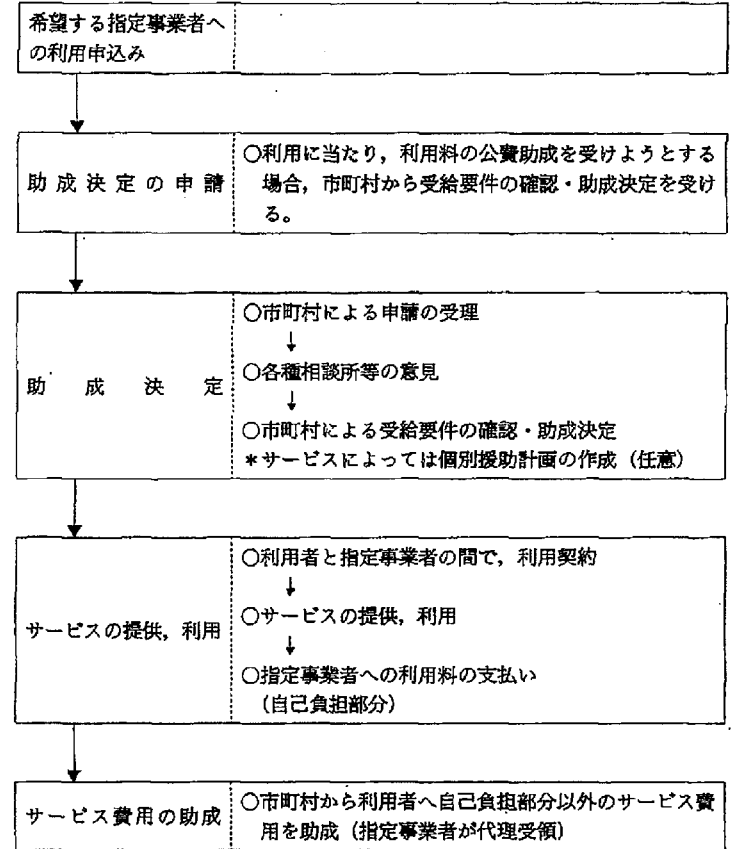 希望する指定事業者へ
の利用申込み
助成決定の申請
○利用に当たり，利用料の公費助成を受けようとする
場合，市町村から受給要件の確認・助成決定を受け
る。
助成決定
○市町村による申請の受理
↓
○各種相談所等の意見
↓
○市町村による受給要件の確認・助成決定
＊サービスによっては個別援助計画の作成（任意）
サービスの提供，利用
○利用者と指定事業者の間で，利用契約
↓
○サービスの提供，利用
↓
○指定事業者への利用料の支払い
（自己負担部分）
サービス費用の助成
○市町村から利用者へ自己負担部分以外のサービス費
用を助成（指定事業者が代理受領）